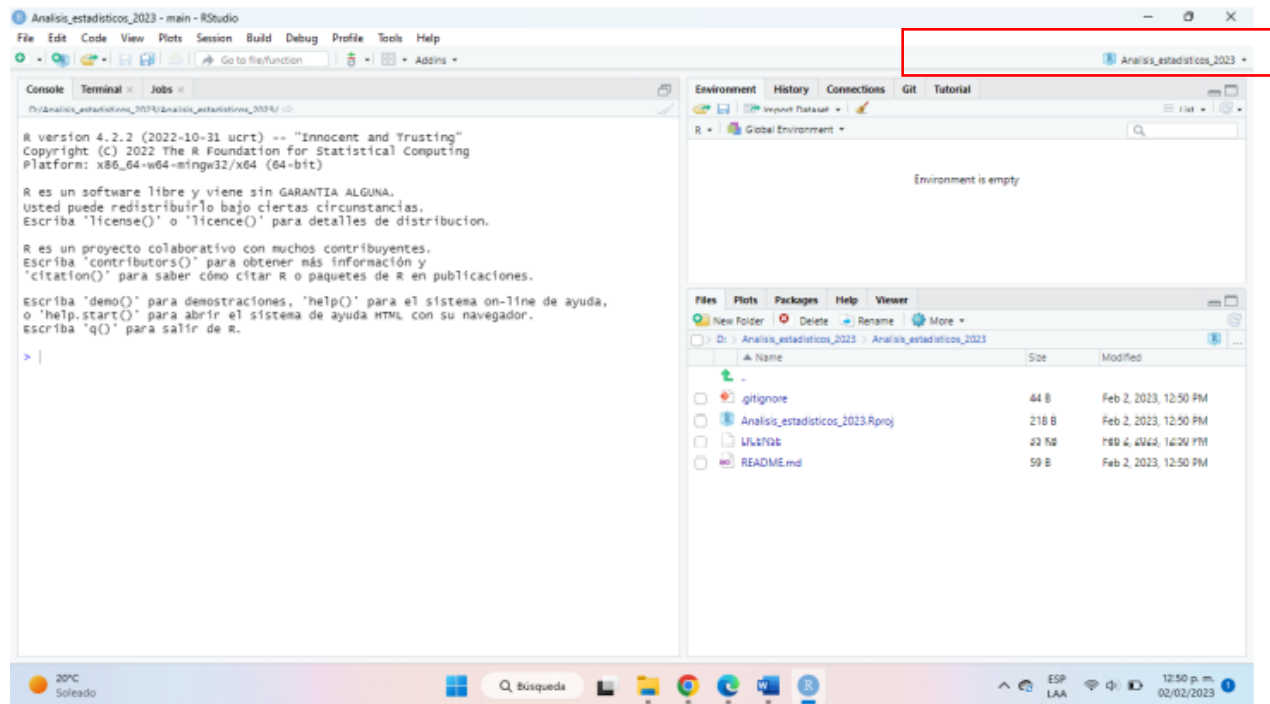 Analisis_estadisticos_2023 - main - RStudio
File Edit Code View Plots Session Build Debug Profile Tools Help
Go to file/function Addins
Analisis_estadisticos_2023
Console Terminal Jobs
D:/Analisis_estadisticos_2023/Analisis_estadisticos_2023/
R version 4.2.2 (2022-10-31 ucrt) -- "Innocent and Trusting"
Copyright (C) 2022 The R Foundation for Statistical Computing
Platform: x86_64-w64-mingw32/x64 (64-bit)
R es un software libre y viene sin GARANTIA ALGUNA.
Usted puede redistribuirlo bajo ciertas circunstancias.
Escriba 'license()' o 'licence()' para detalles de distribucion.
R es un proyecto colaborativo con muchos contribuyentes.
Escriba 'contributors()' para obtener más información y
'citation()' para saber cómo citar R o paquetes de R en publicaciones.
Escriba 'demo()' para demostraciones, 'help()' para el sistema on-line de ayuda,
o 'help.start()' para abrir el sistema de ayuda HTML con su navegador.
Escriba 'q()' para salir de R.
>
Environment History Connections Git Tutorial
Import Dataset List
R Global Environment
Environment is empty
Files Plots Packages Help Viewer
New Folder Delete Rename More
D: > Analisis_estadisticos_2023 > Analisis_estadisticos_2023 ...
Name Size Modified
..
.gitignore 44 B Feb 2, 2023, 12:50 PM
Analisis_estadisticos_2023.Rproj 218 B Feb 2, 2023, 12:50 PM
LICENSE KB Feb 2, 2023, 12:50 PM
README.md 59 B Feb 2, 2023, 12:50 PM
20°C
Soleado
Búsqueda
ESP
LAA
12:50 p. m.
02/02/2023
1